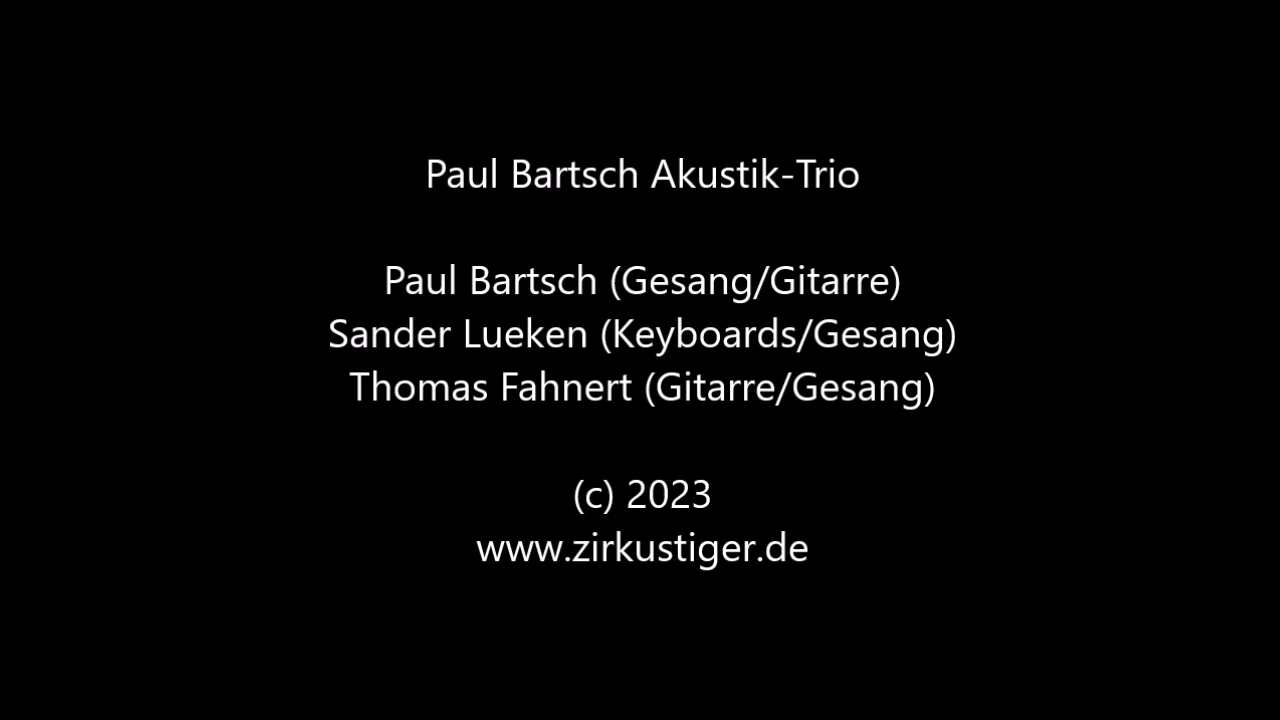 Paul Bartsch Akustik-Trio
Paul Bartsch (Gesang/Gitarre)
Sander Lueken (Keyboards/Gesang)
Thomas Fahnert (Gitarre/Gesang)
(c) 2023
www.zirkustiger.de